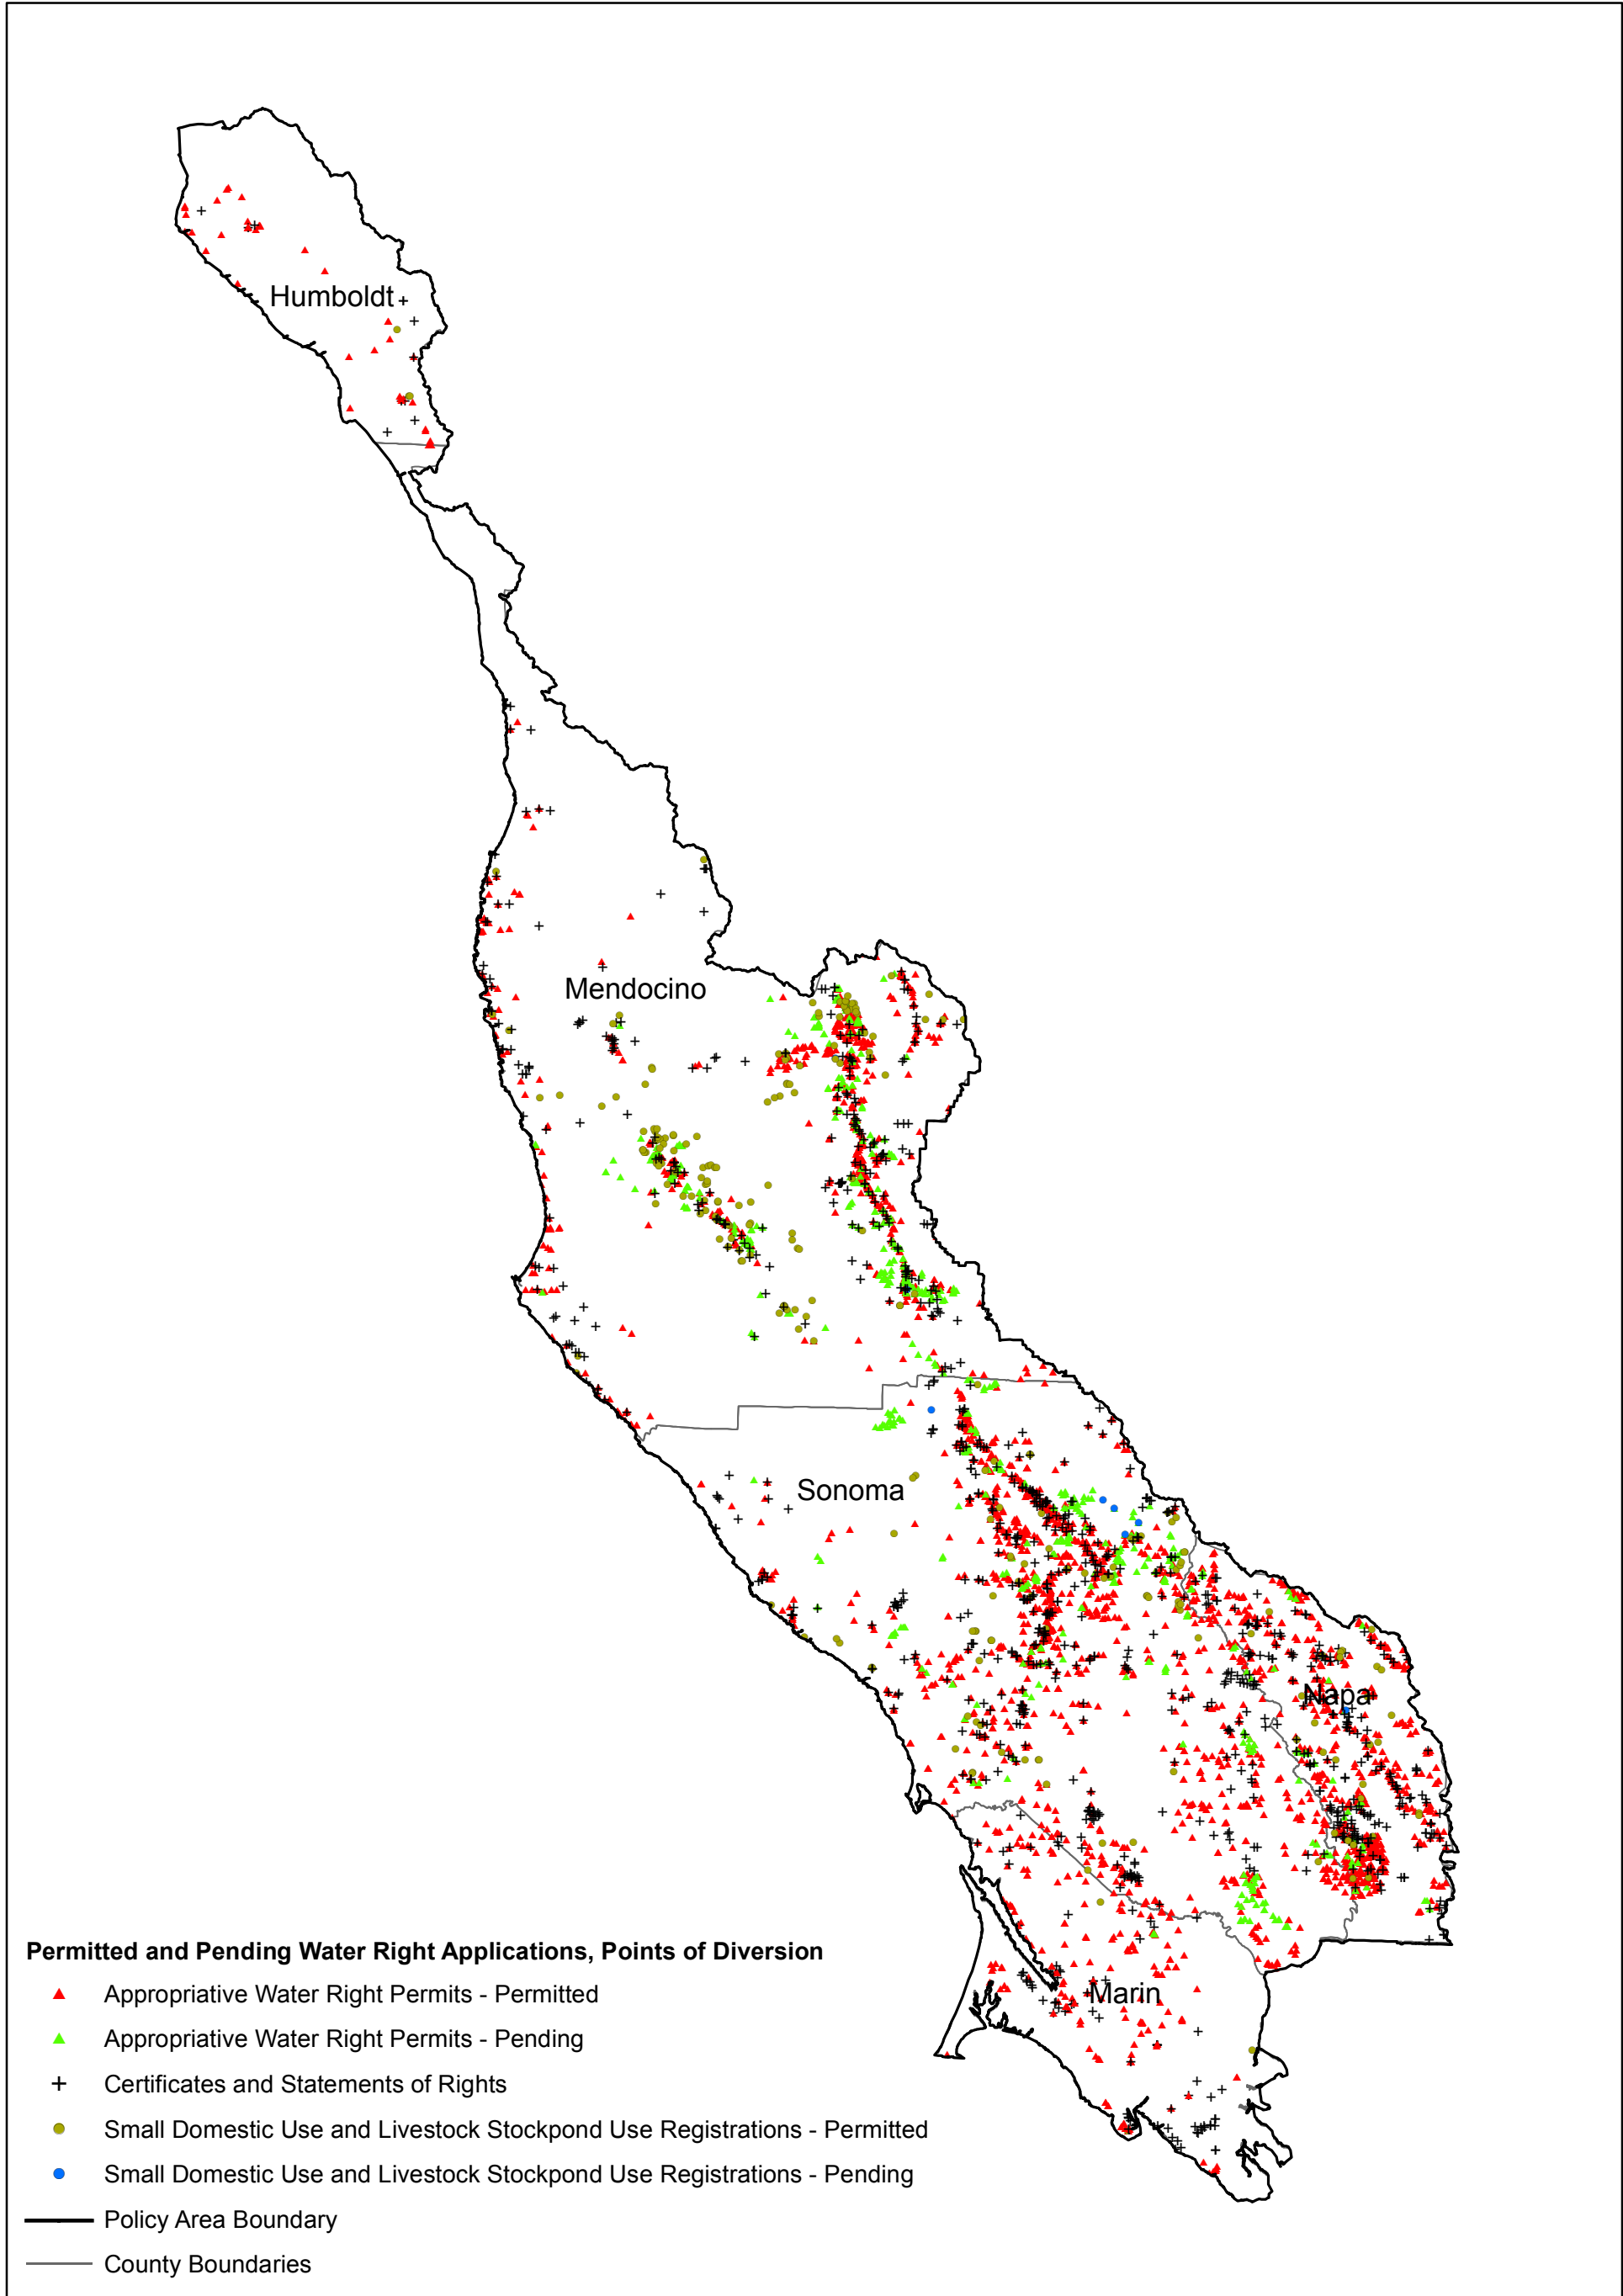 Humboldt
Mendocino
Sonoma
Napa
Marin
Permitted and Pending Water Right Applications, Points of Diversion
Appropriative Water Right Permits - Permitted
Appropriative Water Right Permits - Pending
Certificates and Statements of Rights
Small Domestic Use and Livestock Stockpond Use Registrations - Permitted
Small Domestic Use and Livestock Stockpond Use Registrations - Pending
Policy Area Boundary
County Boundaries